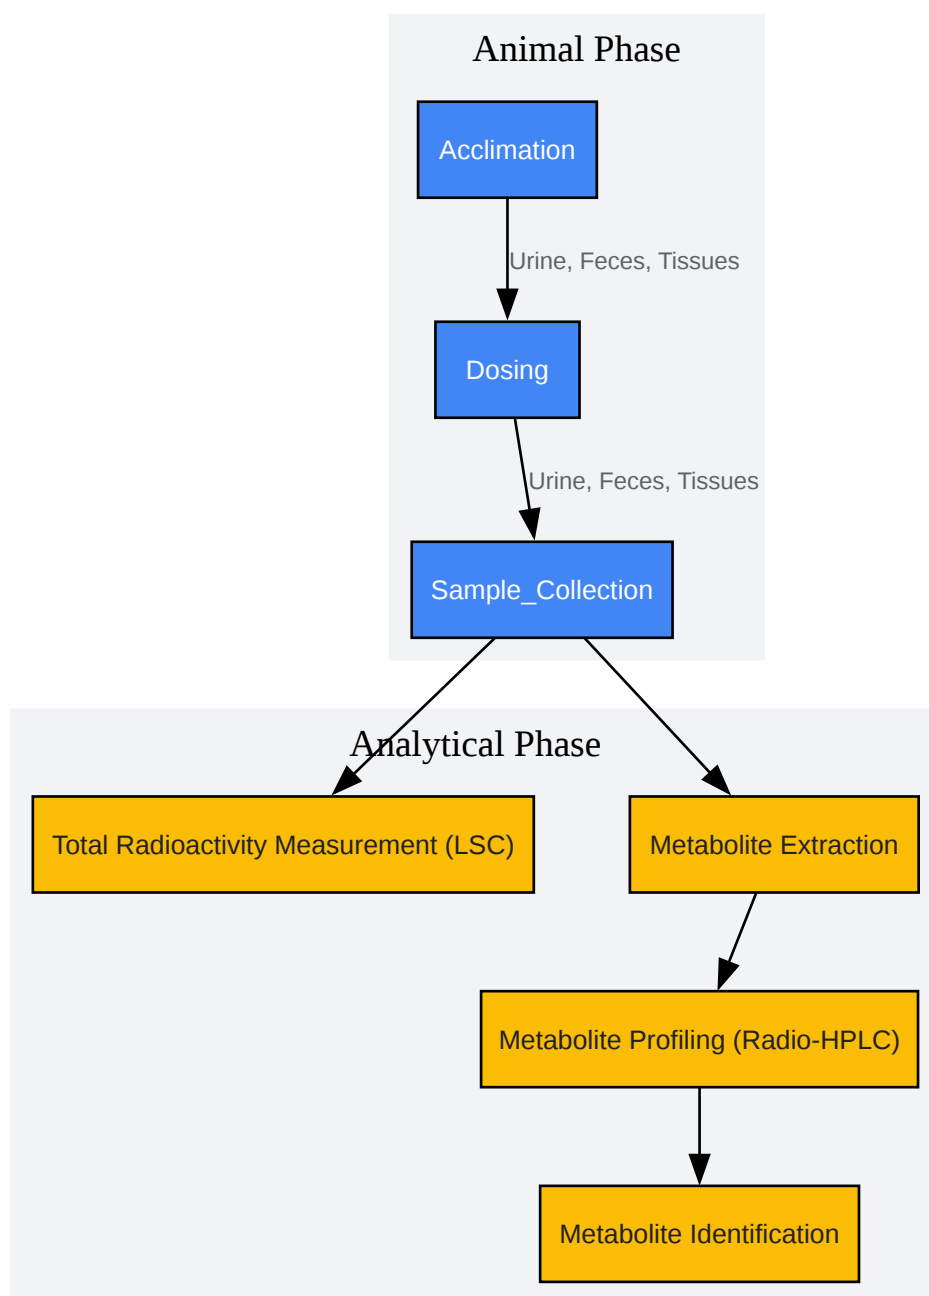 Animal Phase
Acclimation
Urine, Feces, Tissues
Dosing
Urine, Feces, Tissues
Sample_Collection
Analytical Phase
Total Radioactivity Measurement (LSC)
Metabolite Extraction
Metabolite Profiling (Radio-HPLC)
Metabolite Identification